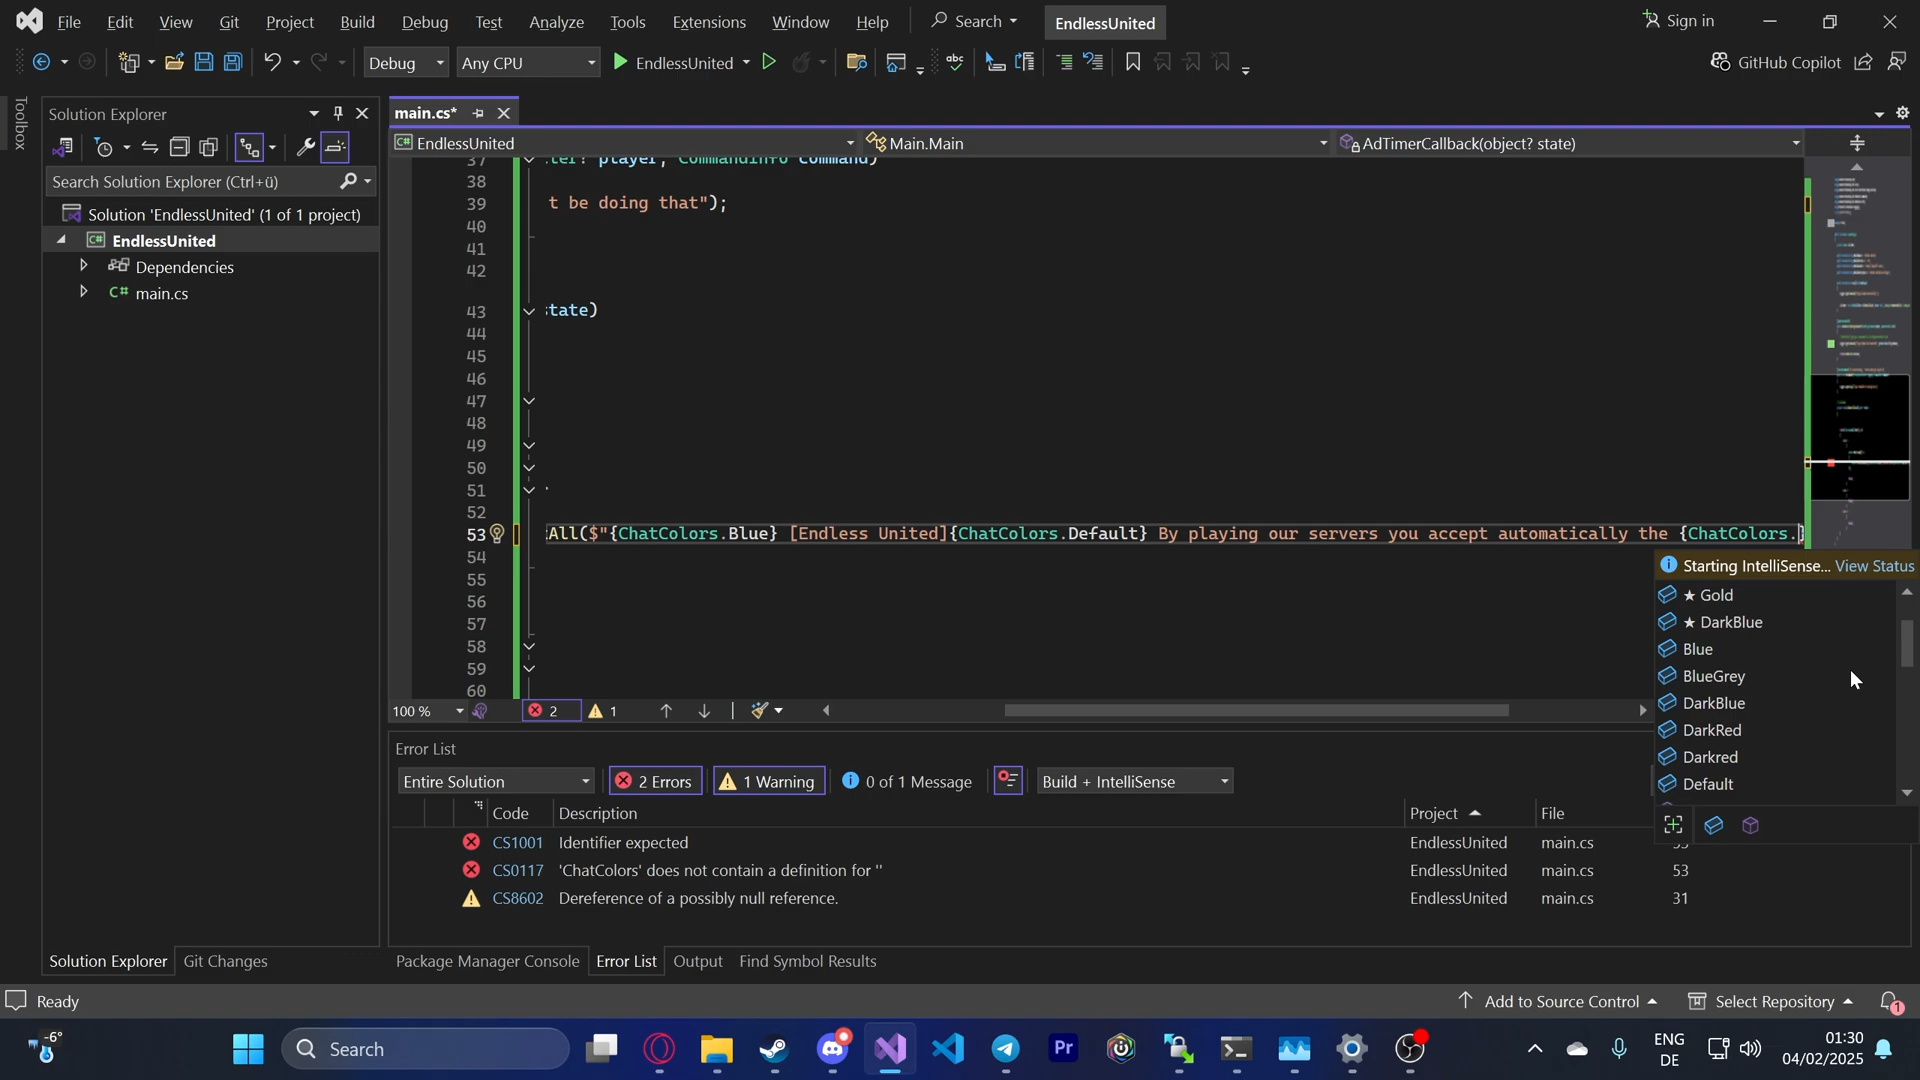 File Edit View Git Project Build Debug Test Analyze Tools Extensions Window Help Search EndlessUnited Sign in
Debug Any CPU EndlessUnited GitHub Copilot
Toolbox
Solution Explorer
Search Solution Explorer (Ctrl+ü)
Solution 'EndlessUnited' (1 of 1 project)
EndlessUnited
Dependencies
C# main.cs
main.cs*
C# EndlessUnited Main.Main AdTimerCallback(object? state)
37 ter? player, CommandInfo command)
38
39 t be doing that");
40
41
42
43 state)
44
45
46
47
48
49
50
51
52
53 All($"{ChatColors.Blue} [Endless United]{ChatColors.Default} By playing our servers you accept automatically the {ChatColors.}
54
55
56
57
58
59
60
Starting IntelliSense... View Status
★ Gold
★ DarkBlue
Blue
BlueGrey
DarkBlue
DarkRed
Darkred
Default
100 % 2 1
Error List
Entire Solution 2 Errors 1 Warning 0 of 1 Message Build + IntelliSense
Code Description Project File
CS1001 Identifier expected EndlessUnited main.cs
CS0117 'ChatColors' does not contain a definition for '' EndlessUnited main.cs 53
CS8602 Dereference of a possibly null reference. EndlessUnited main.cs 31
Solution Explorer Git Changes
Package Manager Console Error List Output Find Symbol Results
Ready Add to Source Control Select Repository 1
-6° Search Pr ENG DE 01:30 04/02/2025